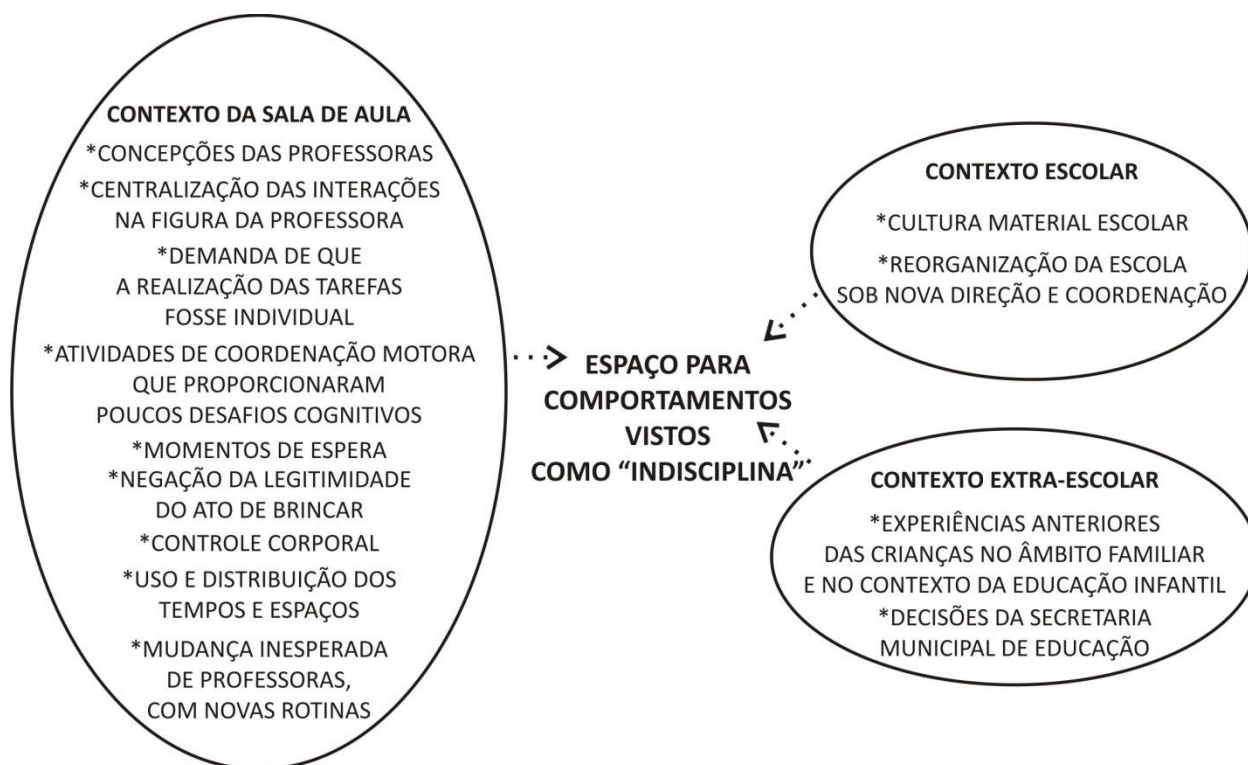 CONTEXTO DA SALA DE AULA
*CONCEPÇÕES DAS PROFESSORAS
*CENTRALIZAÇÃO DAS INTERAÇÕES
NA FIGURA DA PROFESSORA
*DEMANDA DE QUE
A REALIZAÇÃO DAS TAREFAS
FOSSE INDIVIDUAL
*ATIVIDADES DE COORDENAÇÃO MOTORA
QUE PROPORCIONARAM
POUCOS DESAFIOS COGNITIVOS
*MOMENTOS DE ESPERA
*NEGAÇÃO DA LEGITIMIDADE
DO ATO DE BRINCAR
*CONTROLE CORPORAL
*USO E DISTRIBUIÇÃO DOS
TEMPOS E ESPAÇOS
*MUDANÇA INESPERADA
DE PROFESSORAS,
COM NOVAS ROTINAS
ESPAÇO PARA
COMPORTAMENTOS
VISTOS
COMO “INDISCIPLINA”
CONTEXTO ESCOLAR
*CULTURA MATERIAL ESCOLAR
*REORGANIZAÇÃO DA ESCOLA
SOB NOVA DIREÇÃO E COORDENAÇÃO
CONTEXTO EXTRA-ESCOLAR
*EXPERIÊNCIAS ANTERIORES
DAS CRIANÇAS NO ÂMBITO FAMILIAR
E NO CONTEXTO DA EDUCAÇÃO INFANTIL
*DECISÕES DA SECRETARIA
MUNICIPAL DE EDUCAÇÃO